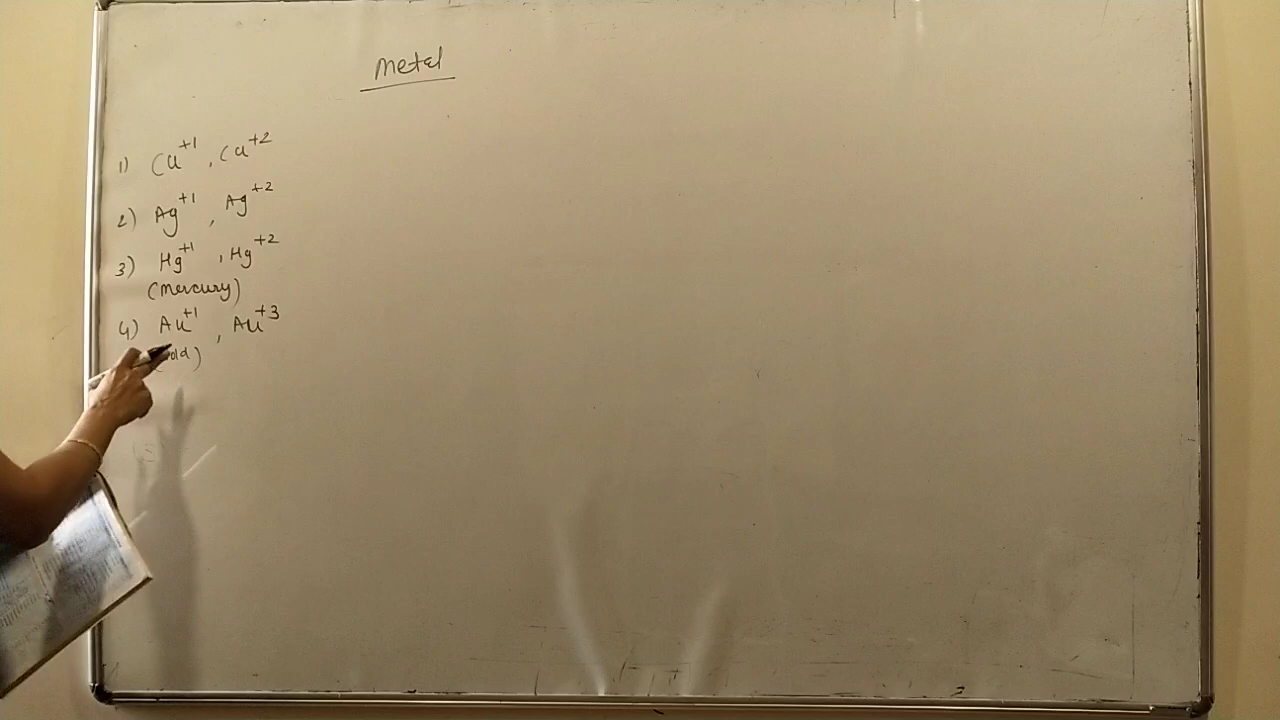 Metal
1) Cu+1, Cu+2
2) Ag+1, Ag+2
3) Hg+1, Hg+2
(Mercury)
4) Au+1, Au+3